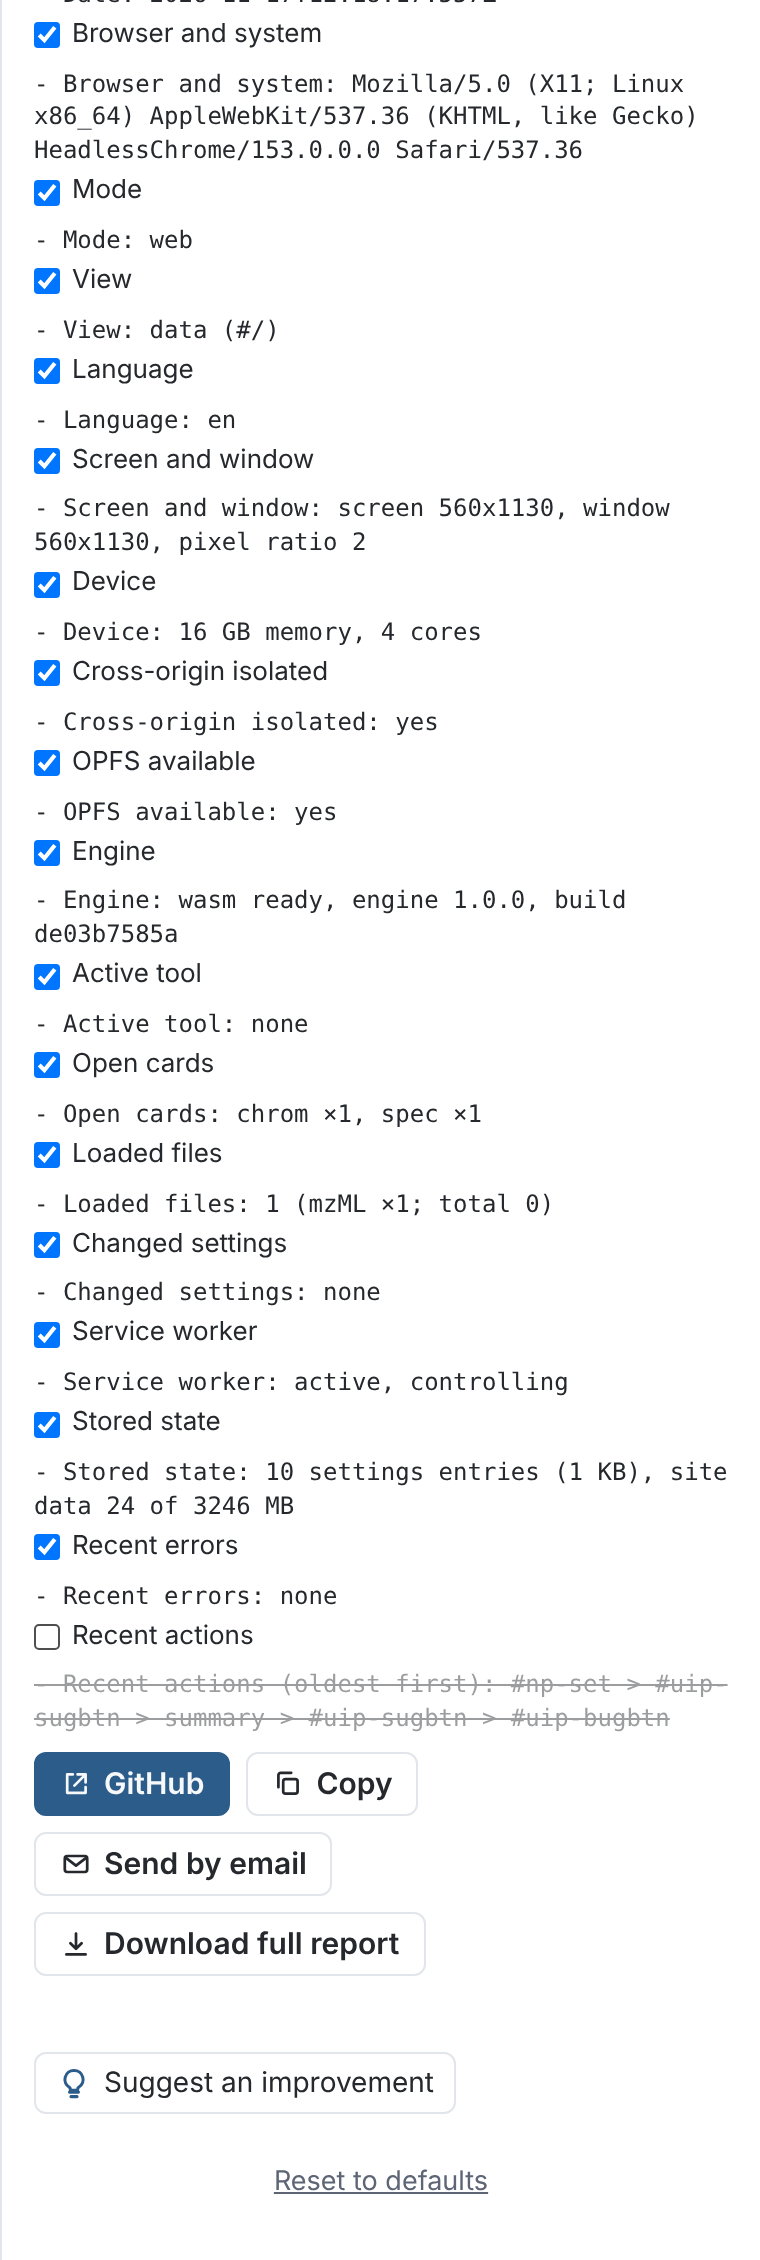 Browser and system
- Browser and system: Mozilla/5.0 (X11; Linux
x86_64) AppleWebKit/537.36 (KHTML, like Gecko)
HeadlessChrome/153.0.0.0 Safari/537.36
Mode
- Mode: web
View
- View: data (#/)
Language
- Language: en
Screen and window
- Screen and window: screen 560x1130, window
560x1130, pixel ratio 2
Device
- Device: 16 GB memory, 4 cores
Cross-origin isolated
- Cross-origin isolated: yes
OPFS available
- OPFS available: yes
Engine
- Engine: wasm ready, engine 1.0.0, build
de03b7585a
Active tool
- Active tool: none
Open cards
- Open cards: chrom ×1, spec ×1
Loaded files
- Loaded files: 1 (mzML ×1; total 0)
Changed settings
- Changed settings: none
Service worker
- Service worker: active, controlling
Stored state
- Stored state: 10 settings entries (1 KB), site
data 24 of 3246 MB
Recent errors
- Recent errors: none
Recent actions
- Recent actions (oldest first): #np-set > #uip-
sugbtn > summary > #uip-sugbtn > #uip-bugbtn
GitHub
Copy
Send by email
Download full report
Suggest an improvement
Reset to defaults